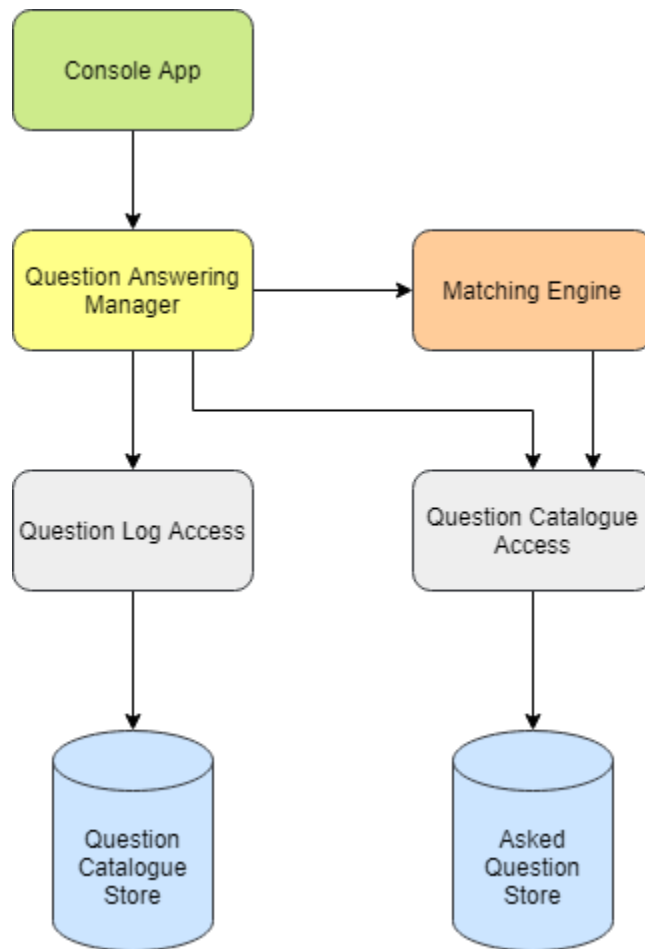 Console App
Question Answering
Manager
Matching Engine
Question Log Access
Question Catalogue
Access
Question
Catalogue
Store
Asked
Question
Store